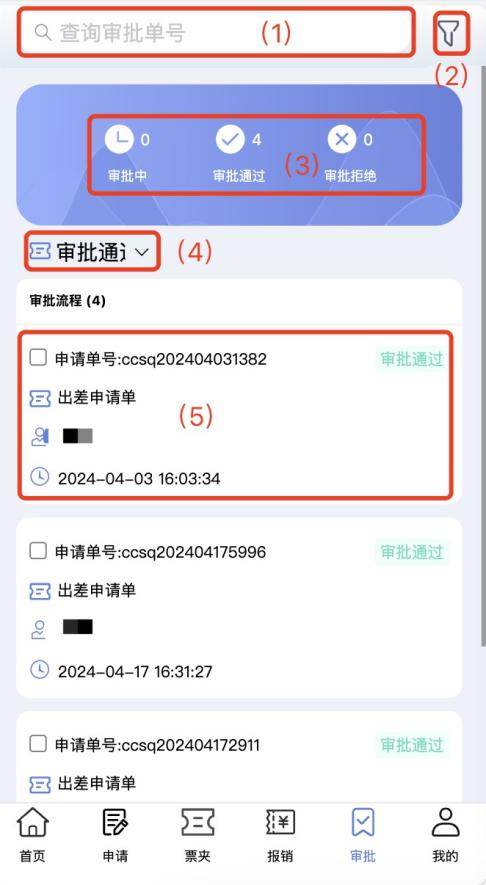 查询审批单号 (1)
(2)
0 4 0
审批中 审批通过 (3) 审批拒绝
审批通 (4)
审批流程 (4)
申请单号:ccsq202404031382 审批通过
出差申请单
(5)
2024-04-03 16:03:34
申请单号:ccsq202404175996 审批通过
出差申请单
2024-04-17 16:31:27
申请单号:ccsq202404172911 审批通过
出差申请单
首页 申请 票夹 报销 审批 我的